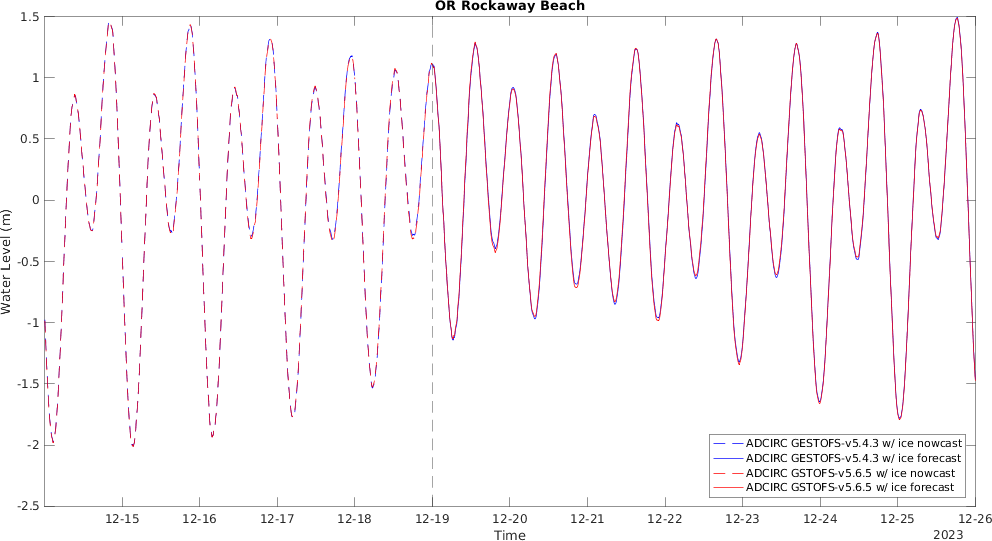 OR Rockaway Beach
1.5
1
0.5
0
-0.5
-1
-1.5
-2
-2.5
Water Level (m)
12-15 12-16 12-17 12-18 12-19 12-20 12-21 12-22 12-23 12-24 12-25 12-26
Time
2023
ADCIRC GESTOFS-v5.4.3 w/ ice nowcast
ADCIRC GESTOFS-v5.4.3 w/ ice forecast
ADCIRC GSTOFS-v5.6.5 w/ ice nowcast
ADCIRC GSTOFS-v5.6.5 w/ ice forecast